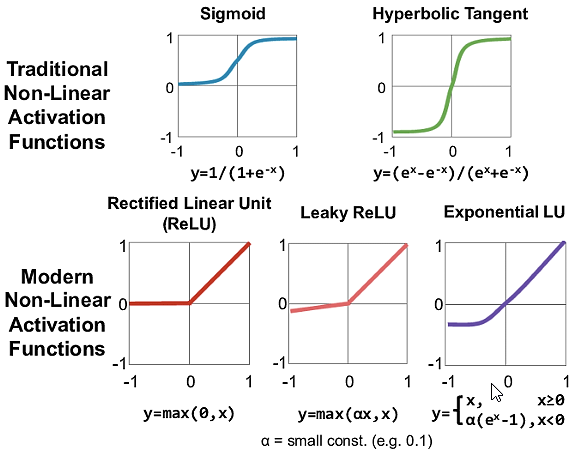 Sigmoid
Hyperbolic Tangent
Traditional
Non-Linear
Activation
Functions
1
0
-1
-1 0 1
y=1/(1+e⁻ˣ)
1
0
-1
-1 0 1
y=(eˣ-e⁻ˣ)/(eˣ+e⁻ˣ)
Rectified Linear Unit
(ReLU)
Leaky ReLU
Exponential LU
Modern
Non-Linear
Activation
Functions
1
0
-1
-1 0 1
y=max(0,x)
1
0
-1
-1 0 1
y=max(αx,x)
1
0
-1
-1 0 1
y={x, x≥0
α(eˣ-1),x<0
α = small const. (e.g. 0.1)